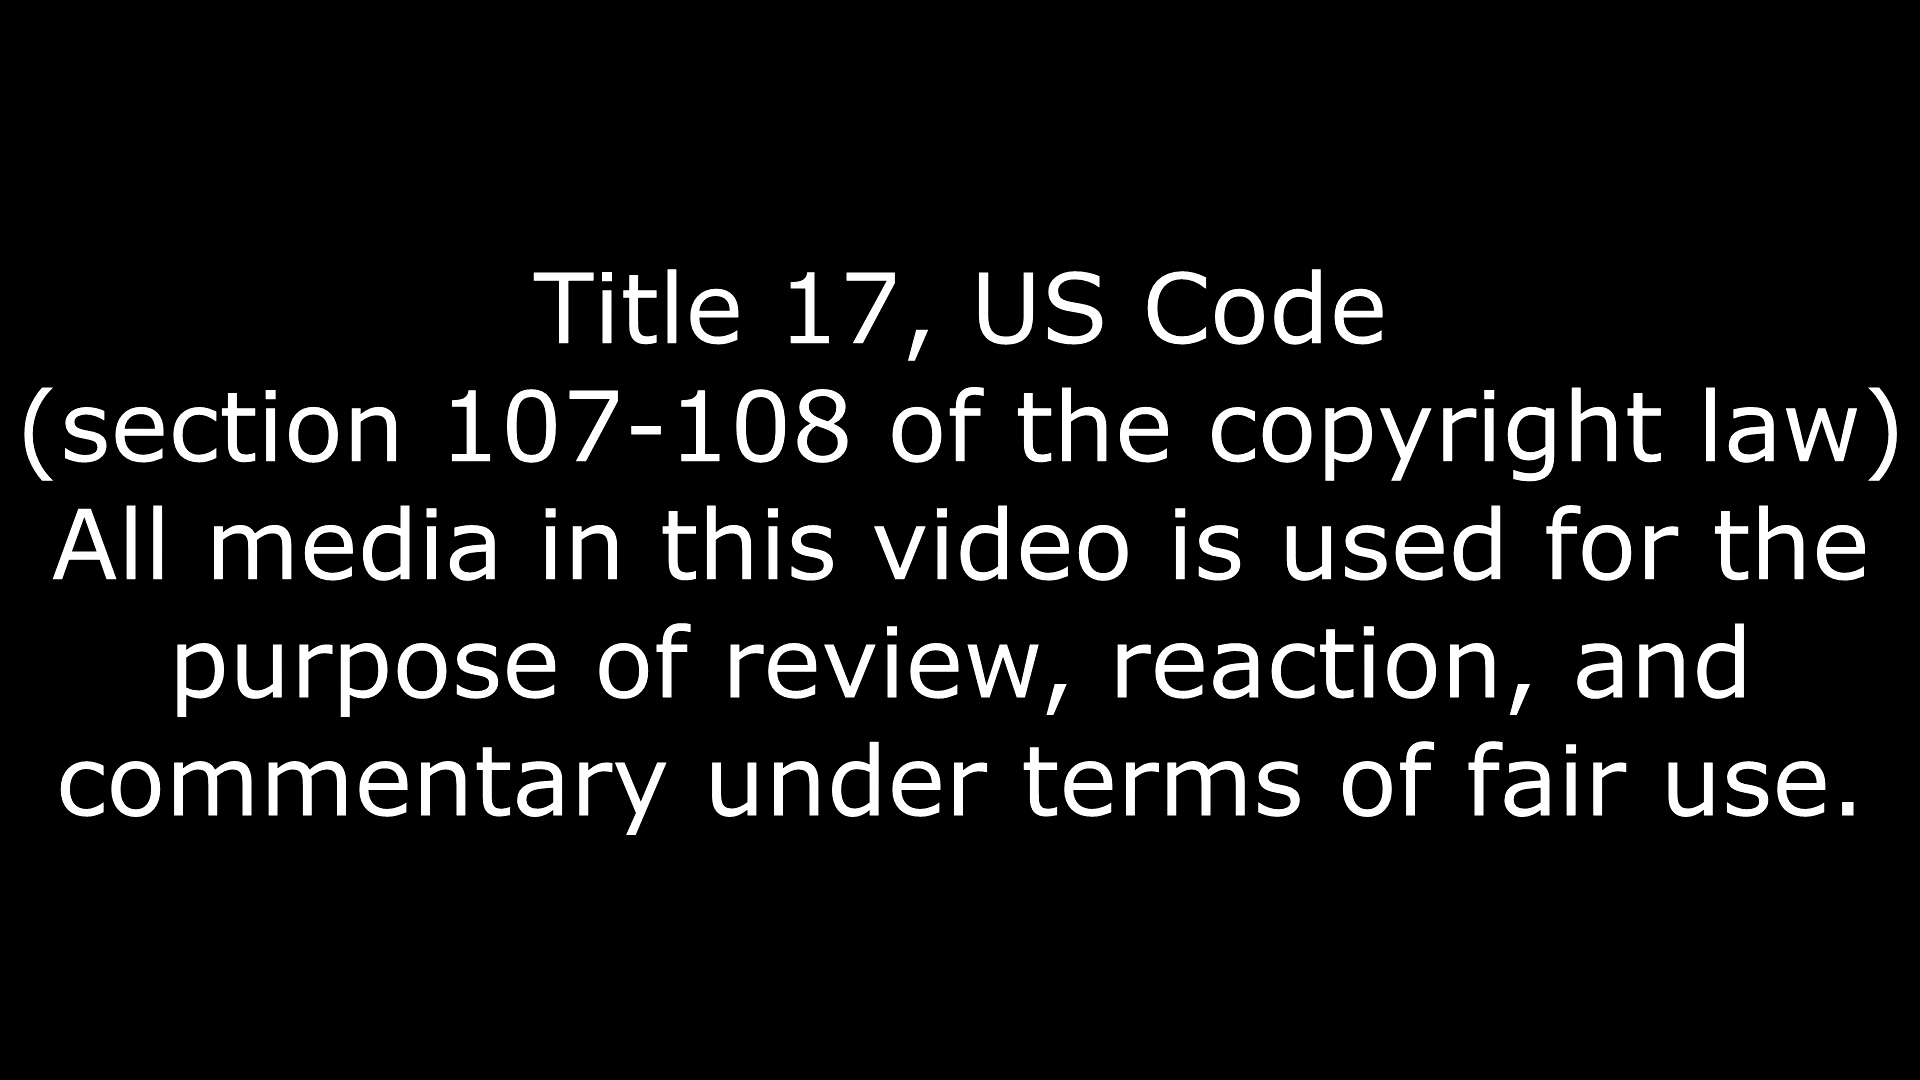 Title 17, US Code
(section 107-108 of the copyright law)
All media in this video is used for the
purpose of review, reaction, and
commentary under terms of fair use.